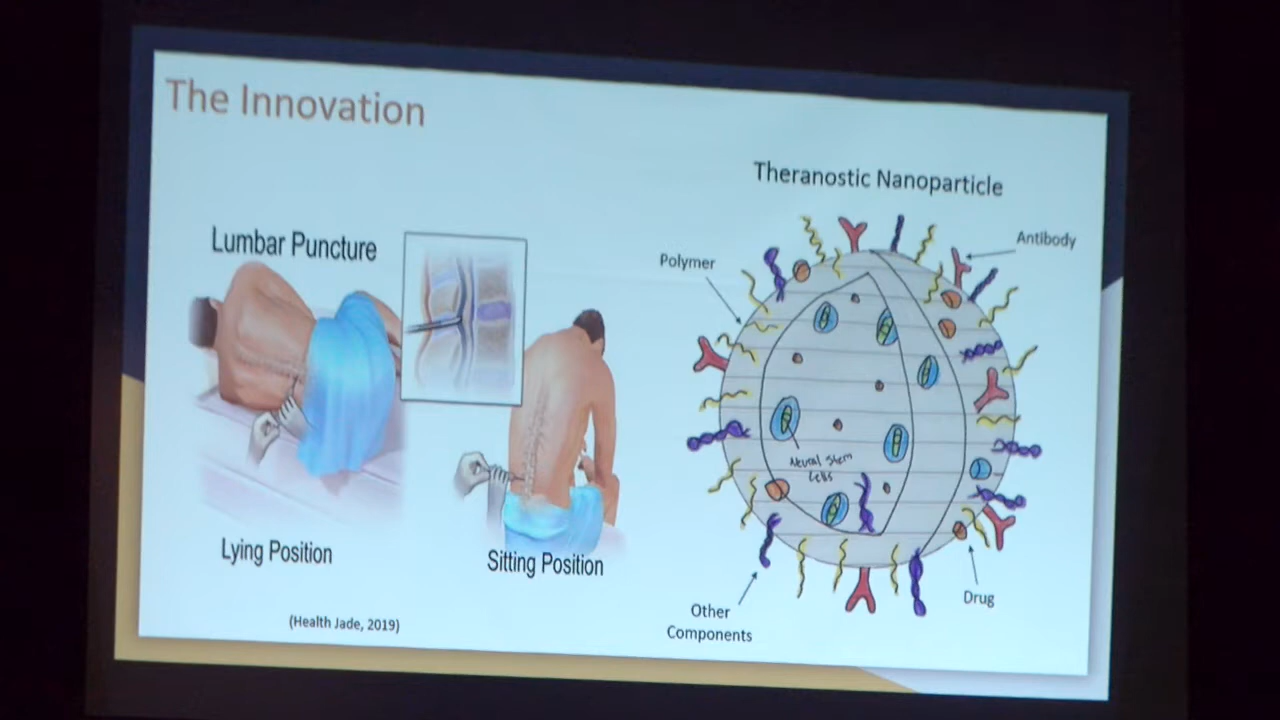 The Innovation
Lumbar Puncture
Lying Position
Sitting Position
(Health Jade, 2019)
Theranostic Nanoparticle
Polymer
Antibody
Neural Stem
Cells
Other
Components
Drug